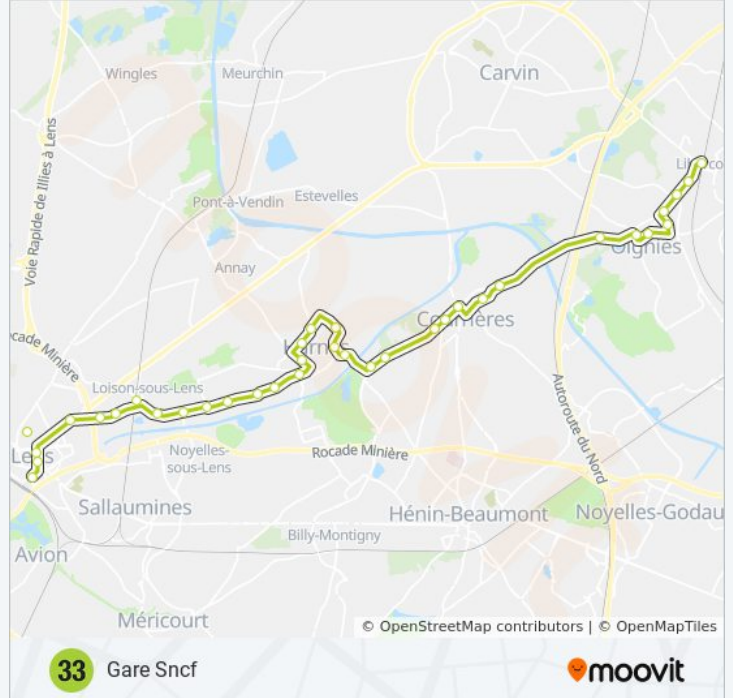 Wingles
Meurchin
Carvin
Voie Rapide de Illies à Lens
Pont-à-Vendin
Estevelles
Annay
Oignies
Courrières
Loison-sous-Lens
Lens
Noyelles-
sous-Lens
Rocade Minière
Autoroute du Nord
Sallaumines
Hénin-Beaumont
Noyelles-Godau
Billy-Montigny
Avion
Méricourt
© OpenStreetMap contributors | © OpenMapTiles
33
Gare Sncf
moovit